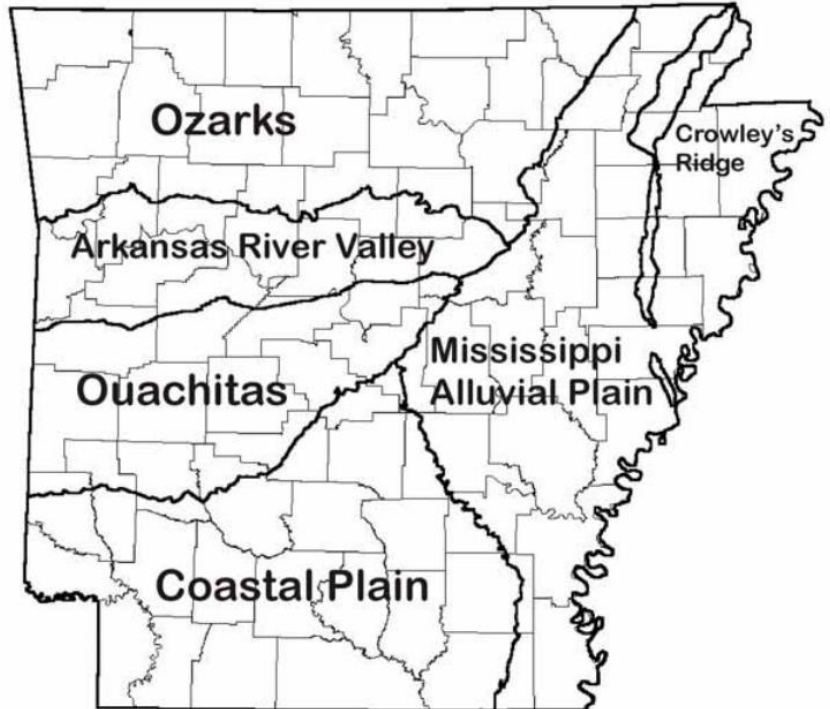 Ozarks
Crowley's
Ridge
Arkansas River Valley
Mississippi
Alluvial Plain
Ouachitas
Coastal Plain